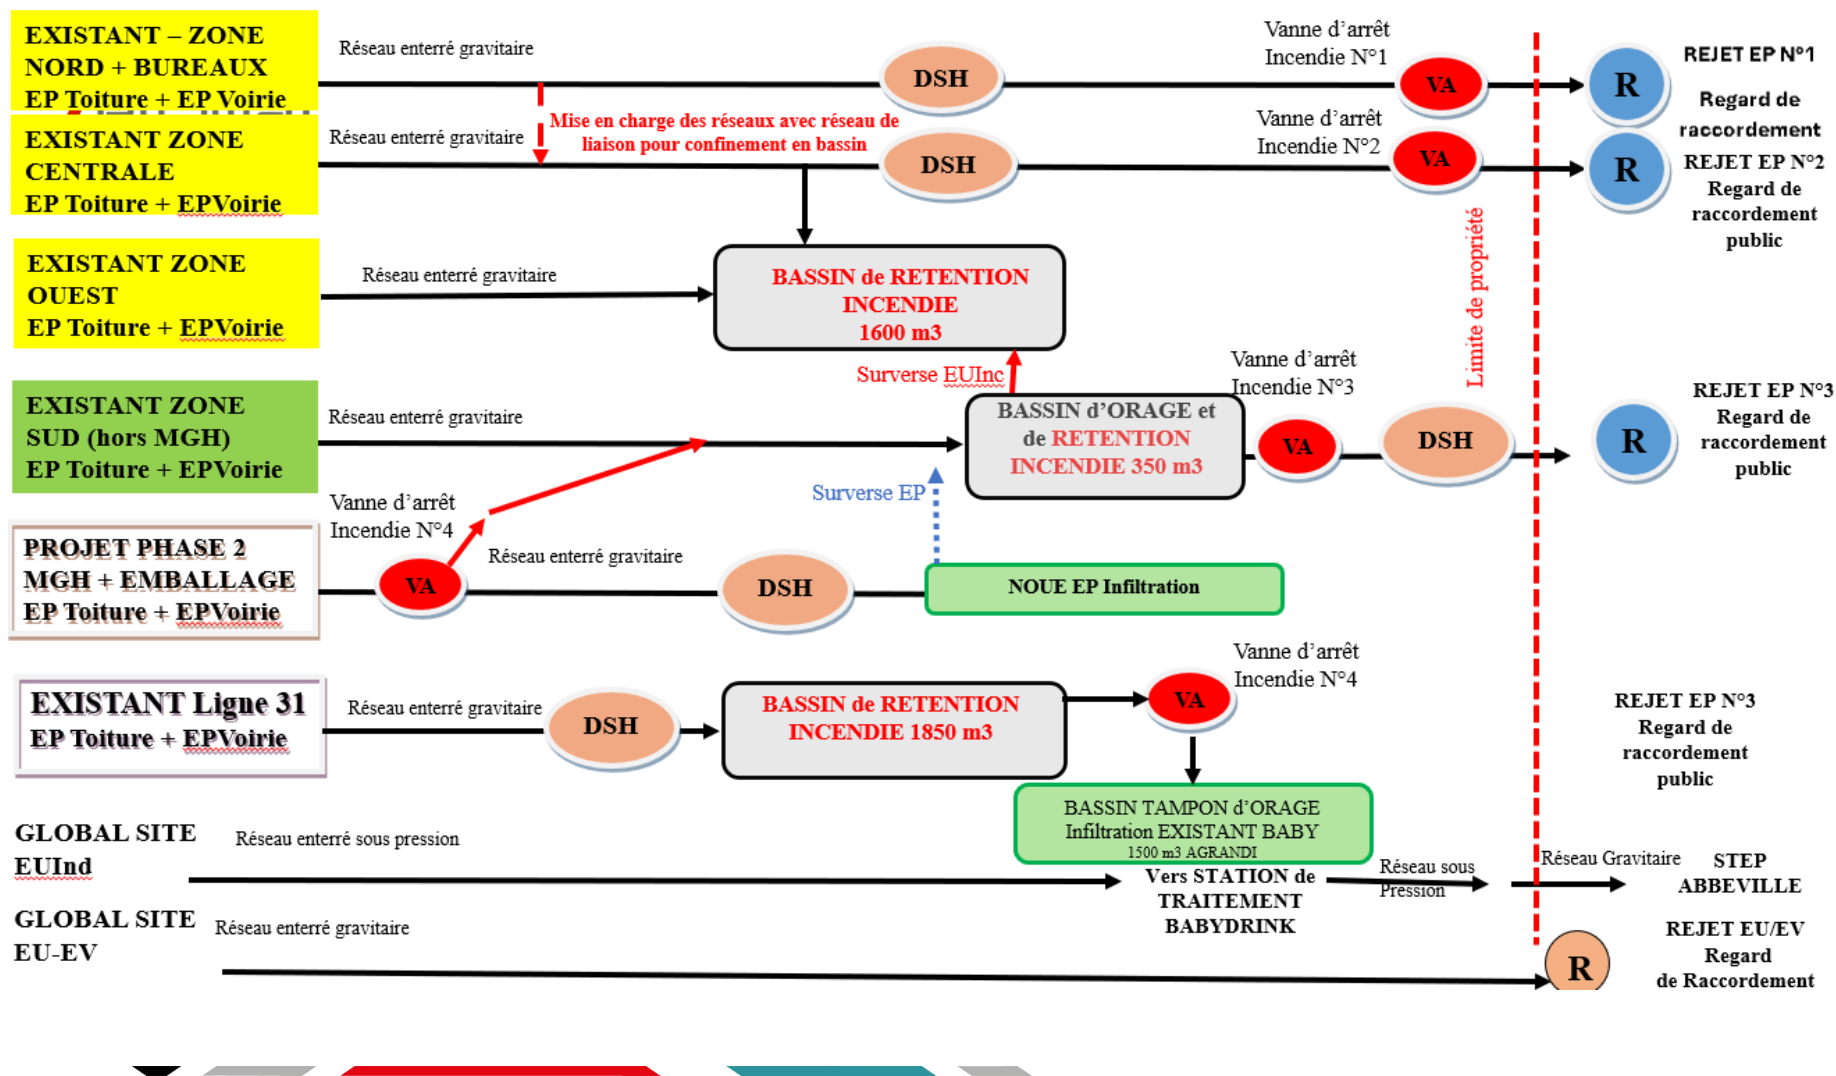 EXISTANT – ZONE
NORD + BUREAUX
EP Toiture + EP Voirie
Réseau enterré gravitaire
DSH
Vanne d'arrêt
Incendie N°1
VA
R
REJET EP N°1
Regard de
raccordement
EXISTANT ZONE
CENTRALE
EP Toiture + EPVoirie
Réseau enterré gravitaire
Mise en charge des réseaux avec réseau de
liaison pour confinement en bassin
DSH
Vanne d'arrêt
Incendie N°2
VA
R
REJET EP N°2
Regard de
raccordement
public
EXISTANT ZONE
OUEST
EP Toiture + EPVoirie
Réseau enterré gravitaire
BASSIN de RETENTION
INCENDIE
1600 m3
Limite de propriété
EXISTANT ZONE
SUD (hors MGH)
EP Toiture + EPVoirie
Réseau enterré gravitaire
Surverse EUInc
BASSIN d'ORAGE et
de RETENTION
INCENDIE 350 m3
Vanne d'arrêt
Incendie N°3
VA
DSH
R
REJET EP N°3
Regard de
raccordement
public
PROJET PHASE 2
MGH + EMBALLAGE
EP Toiture + EPVoirie
Vanne d'arrêt
Incendie N°4
VA
Réseau enterré gravitaire
DSH
Surverse EP
NOUE EP Infiltration
EXISTANT Ligne 31
EP Toiture + EPVoirie
Réseau enterré gravitaire
DSH
BASSIN de RETENTION
INCENDIE 1850 m3
Vanne d'arrêt
Incendie N°4
VA
REJET EP N°3
Regard de
raccordement
public
BASSIN TAMPON d'ORAGE
Infiltration EXISTANT BABY
1500 m3 AGRANDI
GLOBAL SITE
EUInd
Réseau enterré sous pression
Vers STATION de
TRAITEMENT
BABYDRINK
Réseau sous
Pression
Réseau Gravitaire
STEP
ABBEVILLE
GLOBAL SITE
EU-EV
Réseau enterré gravitaire
R
REJET EU/EV
Regard
de Raccordement